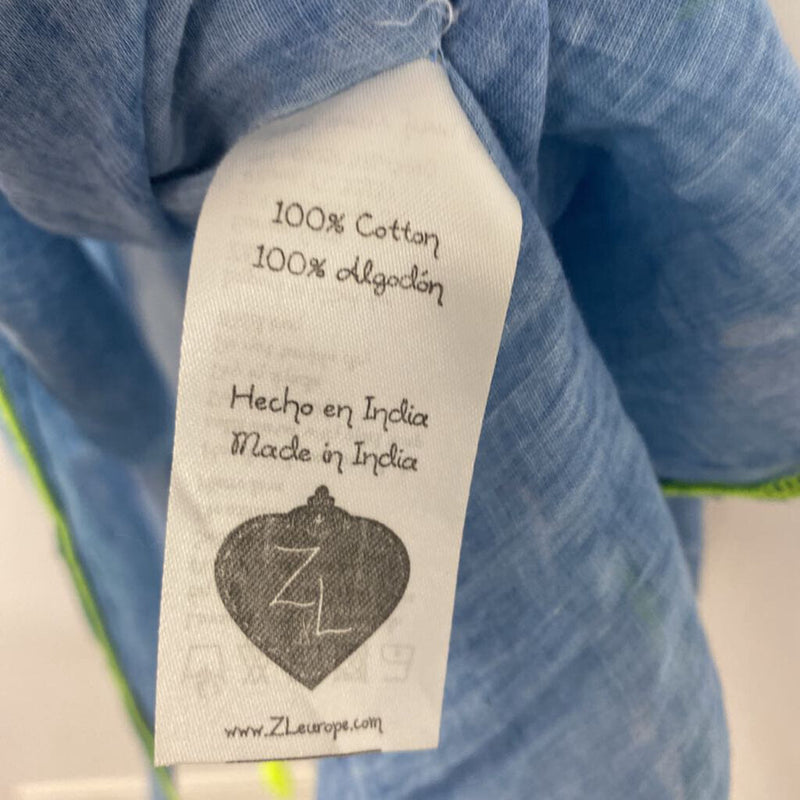 100% Cotton
100% Algodón
Hecho en India
Made in India
ZL
www.ZLeurope.com